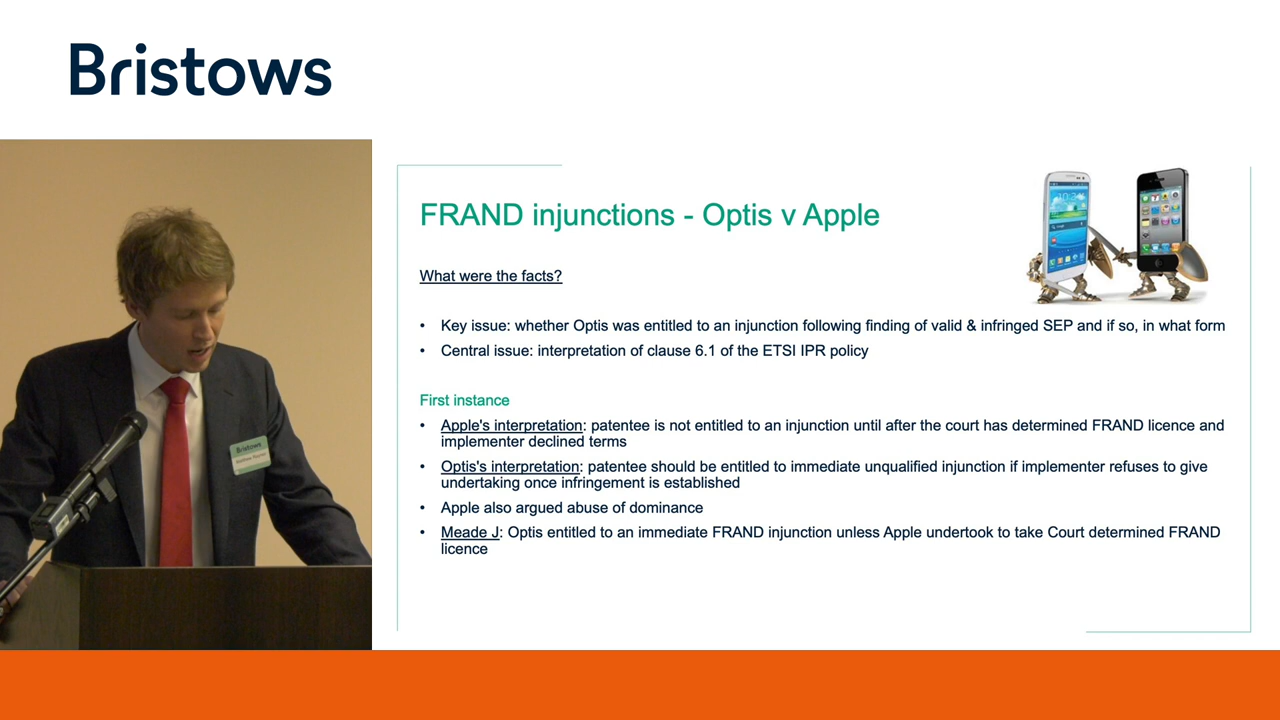 Bristows
FRAND injunctions - Optis v Apple
What were the facts?
• Key issue: whether Optis was entitled to an injunction following finding of valid & infringed SEP and if so, in what form
• Central issue: interpretation of clause 6.1 of the ETSI IPR policy
First instance
• Apple's interpretation: patentee is not entitled to an injunction until after the court has determined FRAND licence and
implementer declined terms
• Optis's interpretation: patentee should be entitled to immediate unqualified injunction if implementer refuses to give
undertaking once infringement is established
• Apple also argued abuse of dominance
• Meade J: Optis entitled to an immediate FRAND injunction unless Apple undertook to take Court determined FRAND
licence
Bristows
Matthew